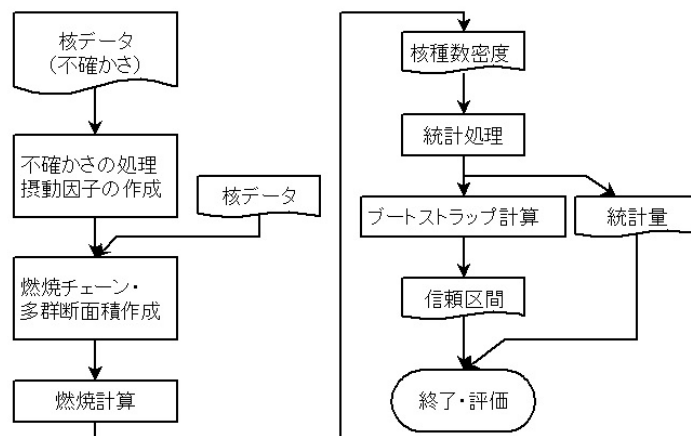 核データ
(不確かさ)
不確かさの処理
摂動因子の作成
核データ
燃焼チェーン・
多群断面積作成
燃焼計算
核種数密度
統計処理
ブートストラップ計算
統計量
信頼区間
終了・評価